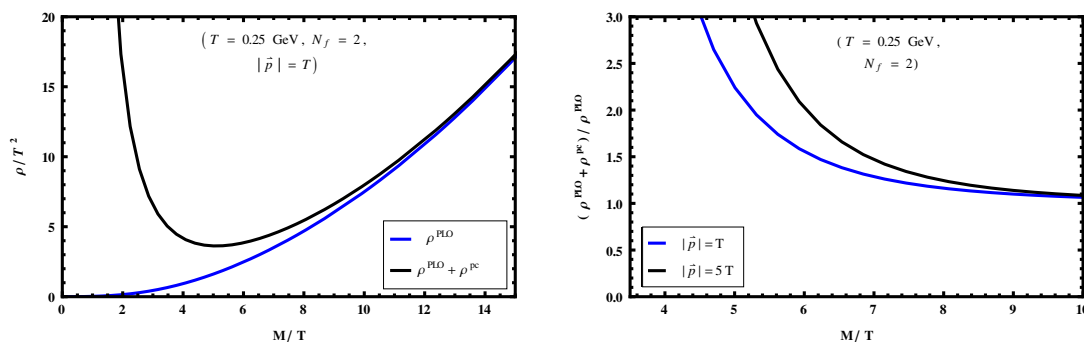 20
15
10
5
0
0 2 4 6 8 10 12 14
M/T
ρ/T²
( T = 0.25 GeV, N_f = 2,
|p⃗| = T )
ρ^PLO
ρ^PLO + ρ^pc
3.0
2.5
2.0
1.5
1.0
0.5
0.0
4 5 6 7 8 9 10
M/T
(ρ^PLO + ρ^pc)/ρ^PLO
( T = 0.25 GeV,
N_f = 2)
|p⃗| = T
|p⃗| = 5 T